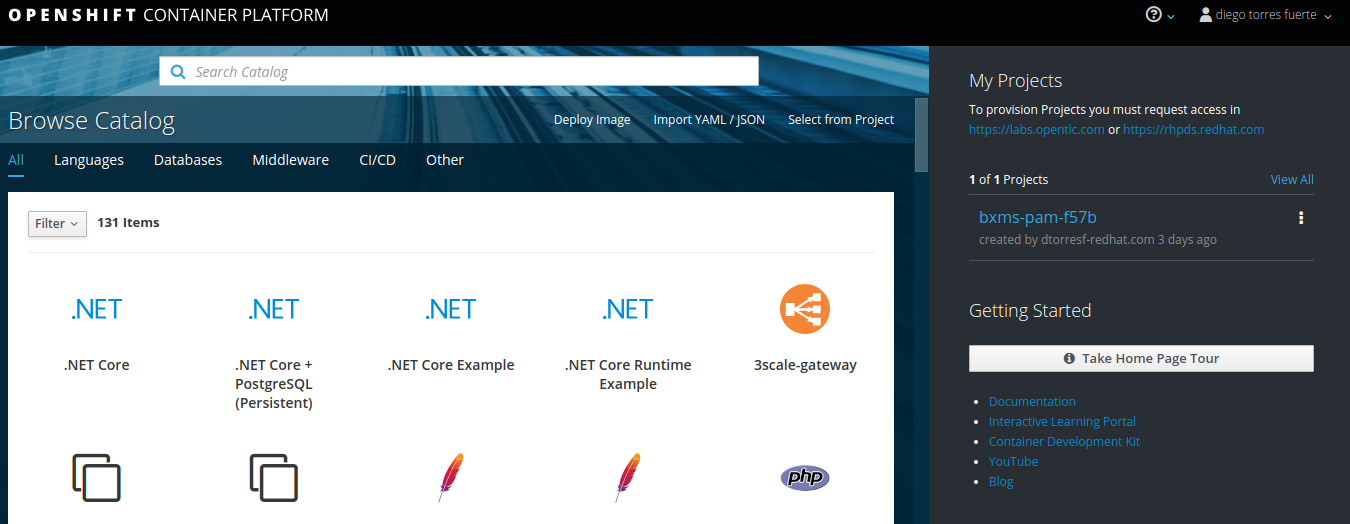 OPENSHIFT CONTAINER PLATFORM
diego torres fuerte
Search Catalog
Browse Catalog
Deploy Image
Import YAML / JSON
Select from Project
All
Languages
Databases
Middleware
CI/CD
Other
Filter
131 Items
.NET
.NET
.NET
.NET
.NET Core
.NET Core +
PostgreSQL
(Persistent)
.NET Core Example
.NET Core Runtime
Example
3scale-gateway
php
My Projects
To provision Projects you must request access in
https://labs.opentlc.com or https://rhpds.redhat.com
1 of 1 Projects
View All
bxms-pam-f57b
created by dtorresf-redhat.com 3 days ago
Getting Started
Take Home Page Tour
Documentation
Interactive Learning Portal
Container Development Kit
YouTube
Blog